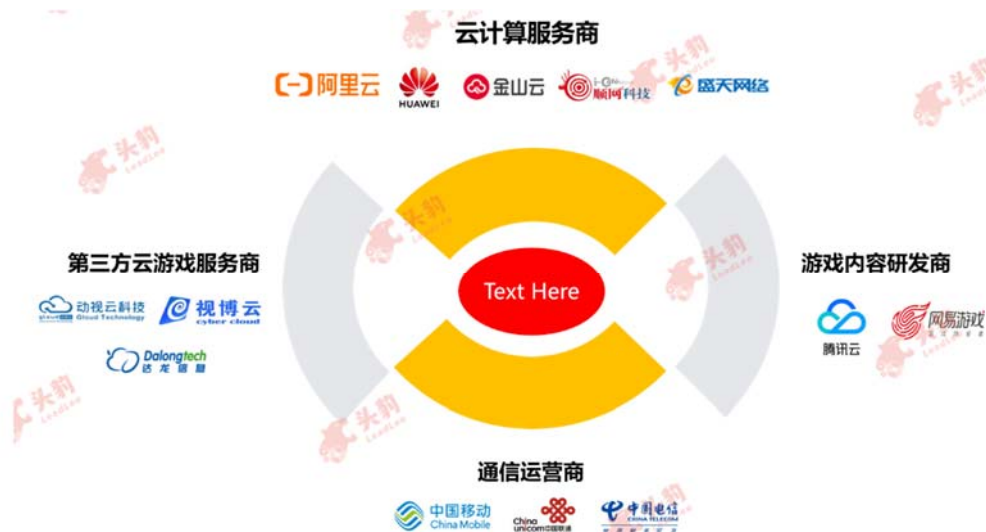 云计算服务商
阿里云
HUAWEI
金山云
顺网科技
盛天网络
第三方云游戏服务商
动视云科技
Gloud Technology
视博云
cyber cloud
Dalongtech
达龙信息
Text Here
游戏内容研发商
腾讯云
网易游戏
通信运营商
中国移动
China Mobile
China
unicom中国联通
中国电信
CHINA TELECOM
头豹
LeadLeo